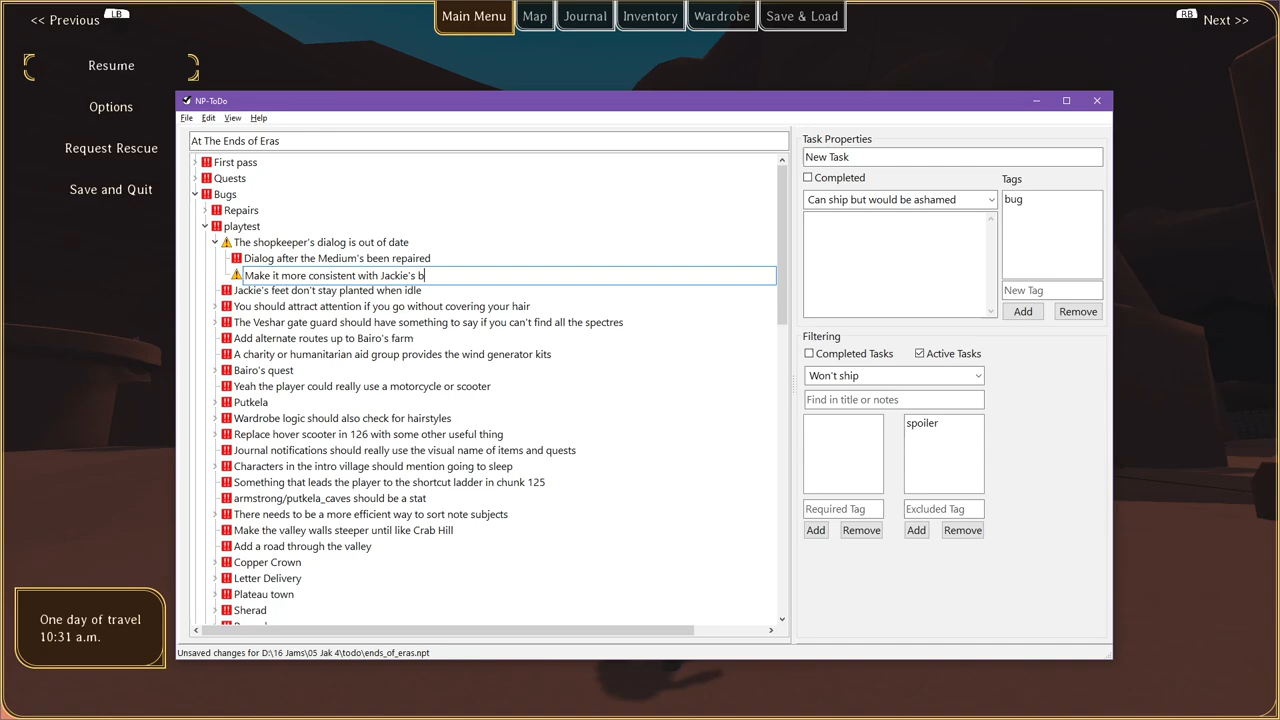 << Previous LB
Main Menu
Map
Journal
Inventory
Wardrobe
Save & Load
RB Next >>
Resume
Options
Request Rescue
Save and Quit
One day of travel
10:31 a.m.
NP-ToDo
File Edit View Help
At The Ends of Eras
First pass
Quests
Bugs
Repairs
playtest
The shopkeeper's dialog is out of date
Dialog after the Medium's been repaired
Make it more consistent with Jackie's b
Jackie's feet don't stay planted when idle
You should attract attention if you go without covering your hair
The Veshar gate guard should have something to say if you can't find all the spectres
Add alternate routes up to Bairo's farm
A charity or humanitarian aid group provides the wind generator kits
Bairo's quest
Yeah the player could really use a motorcycle or scooter
Putkela
Wardrobe logic should also check for hairstyles
Replace hover scooter in 126 with some other useful thing
Journal notifications should really use the visual name of items and quests
Characters in the intro village should mention going to sleep
Something that leads the player to the shortcut ladder in chunk 125
armstrong/putkela_caves should be a stat
There needs to be a more efficient way to sort note subjects
Make the valley walls steeper until like Crab Hill
Add a road through the valley
Copper Crown
Letter Delivery
Plateau town
Sherad
Task Properties
New Task
Completed
Tags
Can ship but would be ashamed
bug
New Tag
Add Remove
Filtering
Completed Tasks Active Tasks
Won't ship
Find in title or notes
spoiler
Required Tag Excluded Tag
Add Remove Add Remove
Unsaved changes for D:\16 Jams\05 Jak 4\todo\ends_of_eras.npt